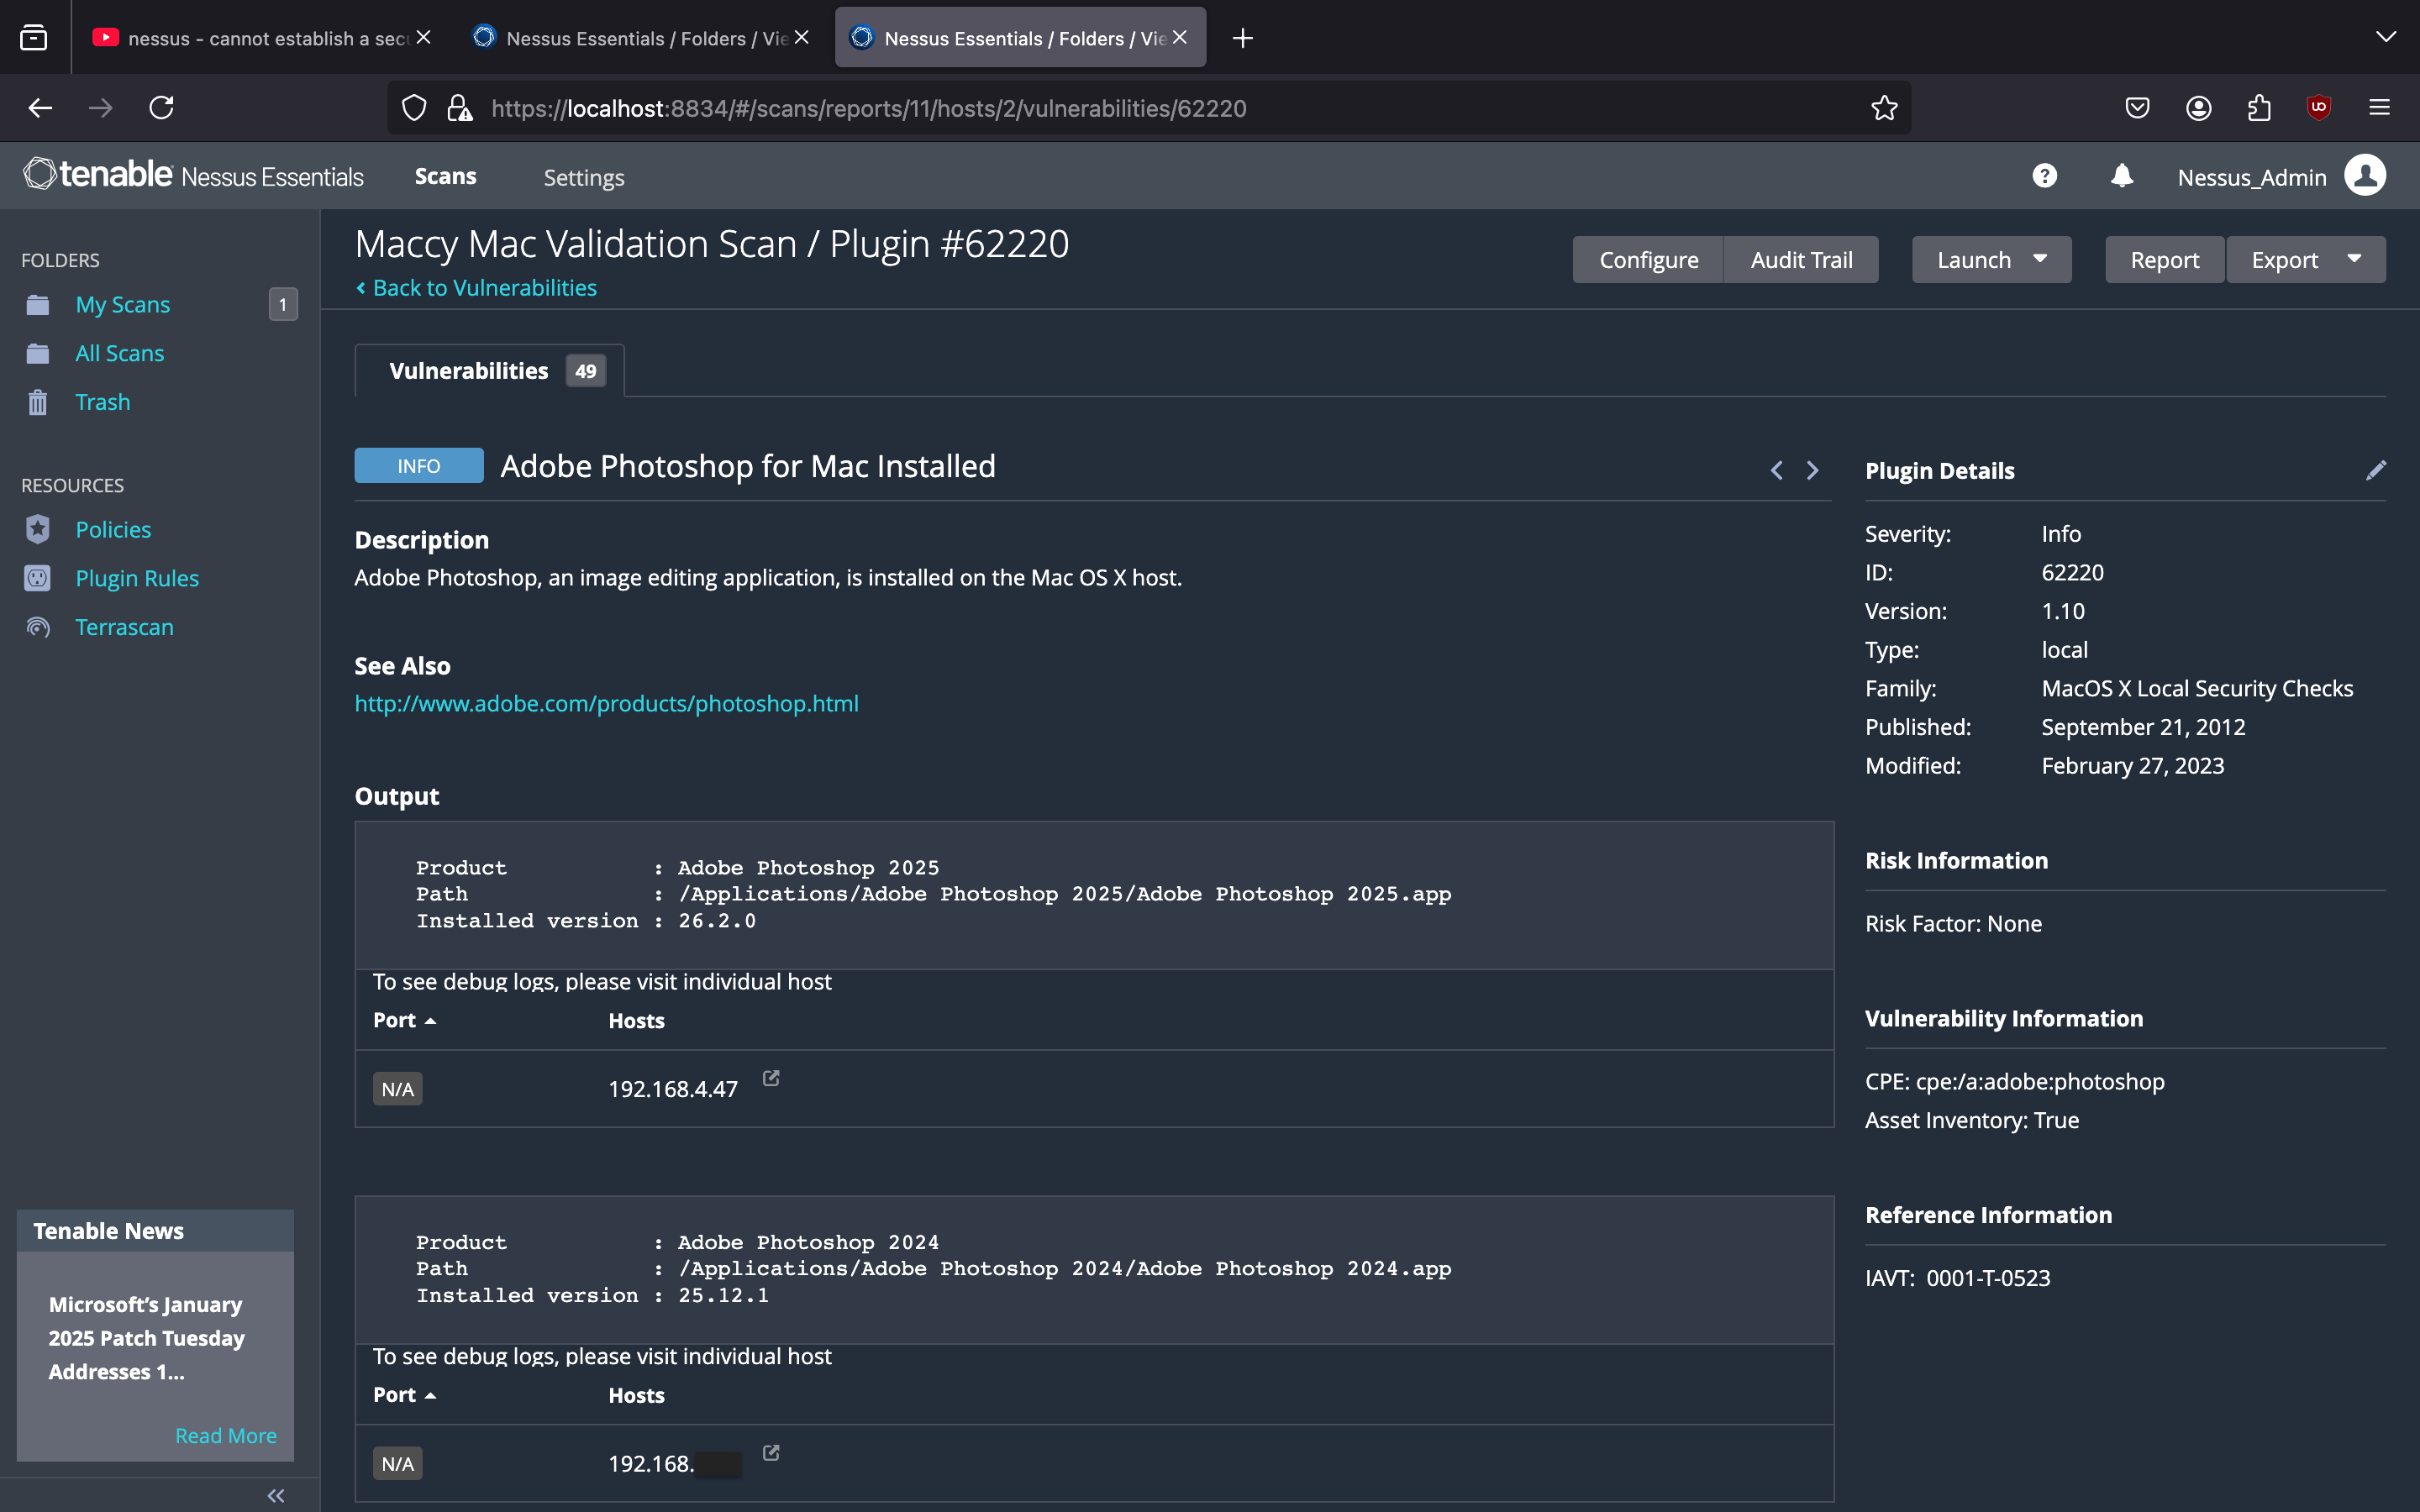 nessus - cannot establish a sec
Nessus Essentials / Folders / Vie
Nessus Essentials / Folders / Vie
https://localhost:8834/#/scans/reports/11/hosts/2/vulnerabilities/62220
tenable Nessus Essentials
Scans
Settings
?
Nessus_Admin
FOLDERS
My Scans
1
All Scans
Trash
RESOURCES
Policies
Plugin Rules
Terrascan
Tenable News
Microsoft's January
2025 Patch Tuesday
Addresses 1...
Read More
Maccy Mac Validation Scan / Plugin #62220
Back to Vulnerabilities
Configure
Audit Trail
Launch
Report
Export
Vulnerabilities 49
INFO Adobe Photoshop for Mac Installed
Description
Adobe Photoshop, an image editing application, is installed on the Mac OS X host.
See Also
http://www.adobe.com/products/photoshop.html
Output
Product : Adobe Photoshop 2025
Path : /Applications/Adobe Photoshop 2025/Adobe Photoshop 2025.app
Installed version : 26.2.0
To see debug logs, please visit individual host
Port Hosts
N/A 192.168.4.47
Product : Adobe Photoshop 2024
Path : /Applications/Adobe Photoshop 2024/Adobe Photoshop 2024.app
Installed version : 25.12.1
To see debug logs, please visit individual host
Port Hosts
N/A 192.168.
Plugin Details
Severity: Info
ID: 62220
Version: 1.10
Type: local
Family: MacOS X Local Security Checks
Published: September 21, 2012
Modified: February 27, 2023
Risk Information
Risk Factor: None
Vulnerability Information
CPE: cpe:/a:adobe:photoshop
Asset Inventory: True
Reference Information
IAVT: 0001-T-0523